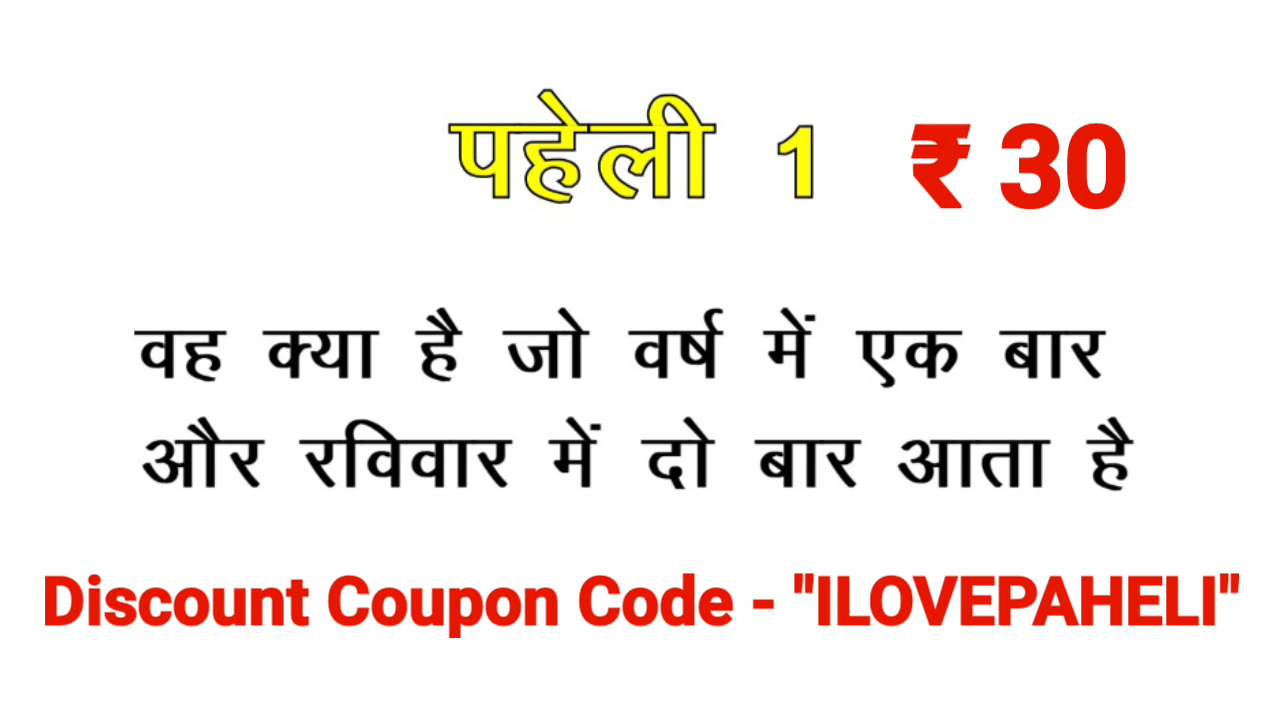 पहेली 1 ₹ 30
वह क्या है जो वर्ष में एक बार
और रविवार में दो बार आता है
Discount Coupon Code - "ILOVEPAHELI"